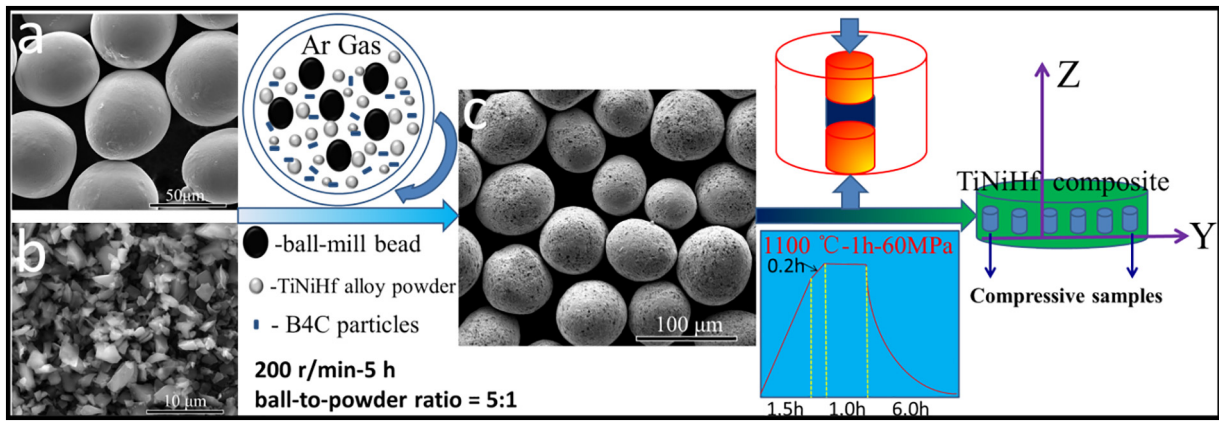 a
50μm
b
10 μm
Ar Gas
-ball-mill bead
-TiNiHf alloy powder
- B4C particles
200 r/min-5 h
ball-to-powder ratio = 5:1
c
100 μm
1100 ℃-1h-60MPa
0.2h
1.5h 1.0h 6.0h
Z
TiNiHf composite
Y
Compressive samples